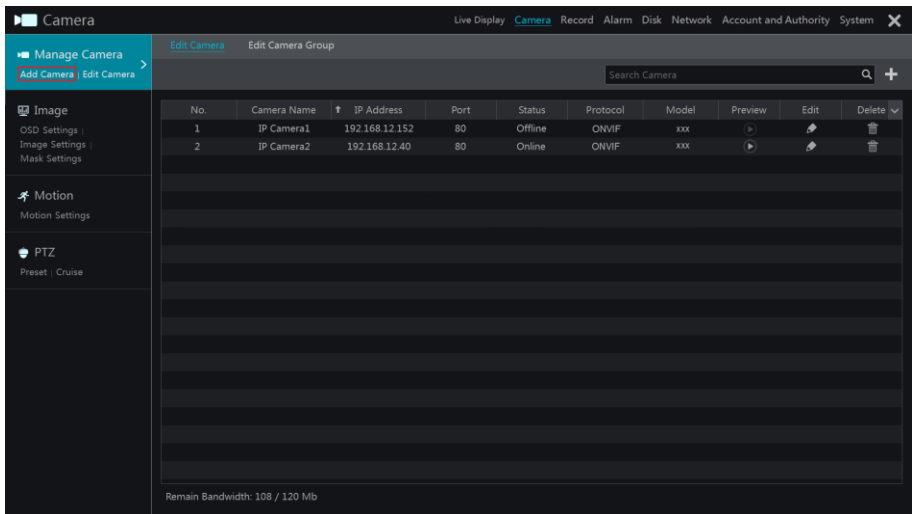 Camera
Live Display Camera Record Alarm Disk Network Account and Authority System
Manage Camera
Add Camera | Edit Camera
Image
OSD Settings |
Image Settings |
Mask Settings
Motion
Motion Settings
PTZ
Preset | Cruise
Edit Camera Edit Camera Group
Search Camera
No. Camera Name IP Address Port Status Protocol Model Preview Edit Delete
1 IP Camera1 192.168.12.152 80 Offline ONVIF xxx
2 IP Camera2 192.168.12.40 80 Online ONVIF xxx
Remain Bandwidth: 108 / 120 Mb